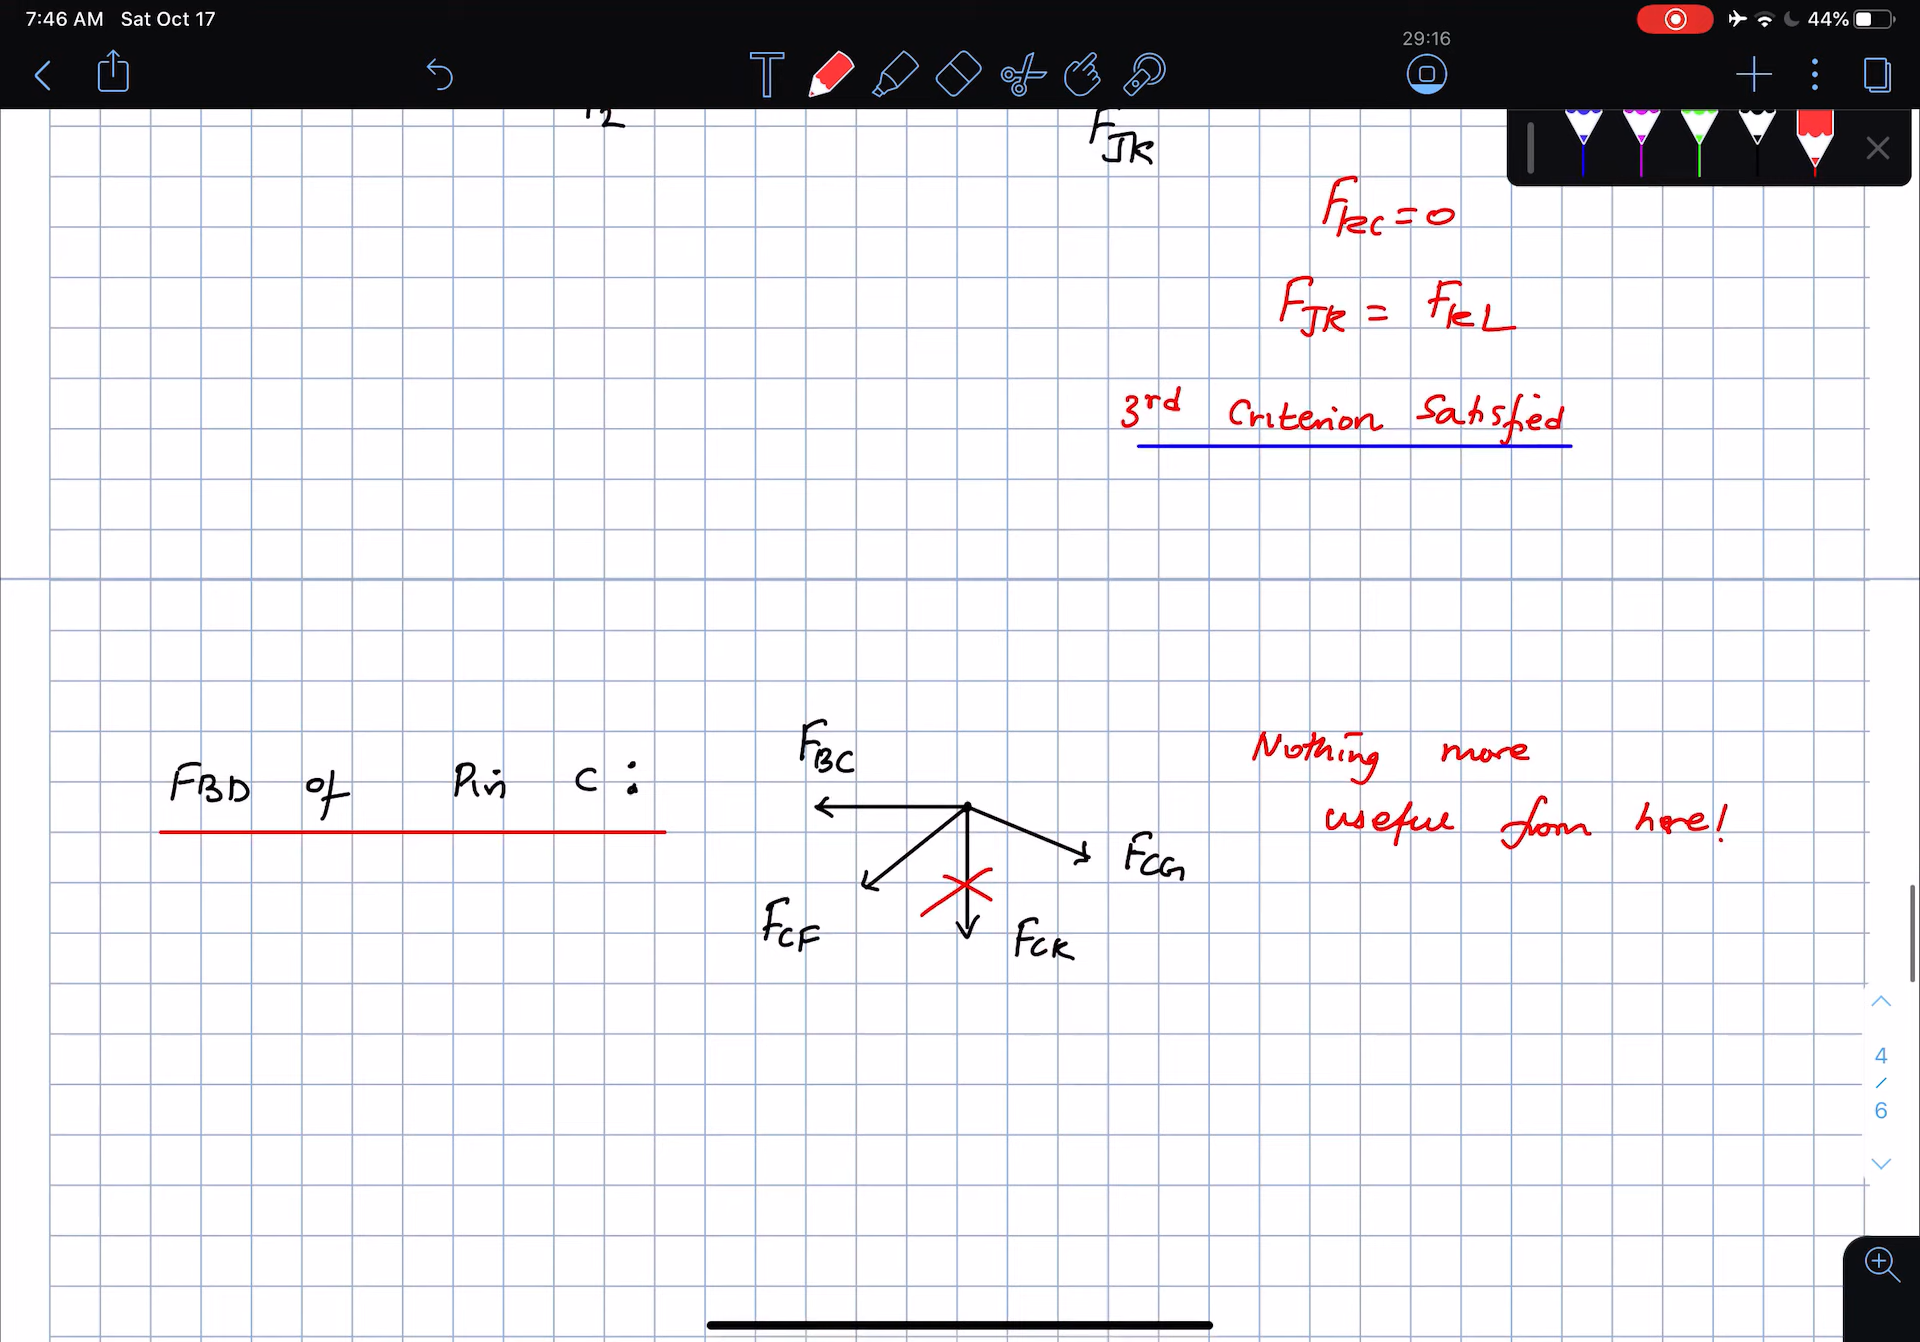 7:46 AM Sat Oct 17
44%
29:16
T
F_JK
F_KC = 0
F_JK = F_KL
3rd Criterion Satisfied
FBD of Pin C :
F_BC
F_CG
F_CF
F_CK
Nothing more
useful from here!
4
/
6